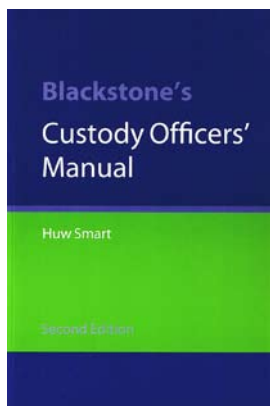 Blackstone's
Custody Officers'
Manual
Huw Smart
Second Edition